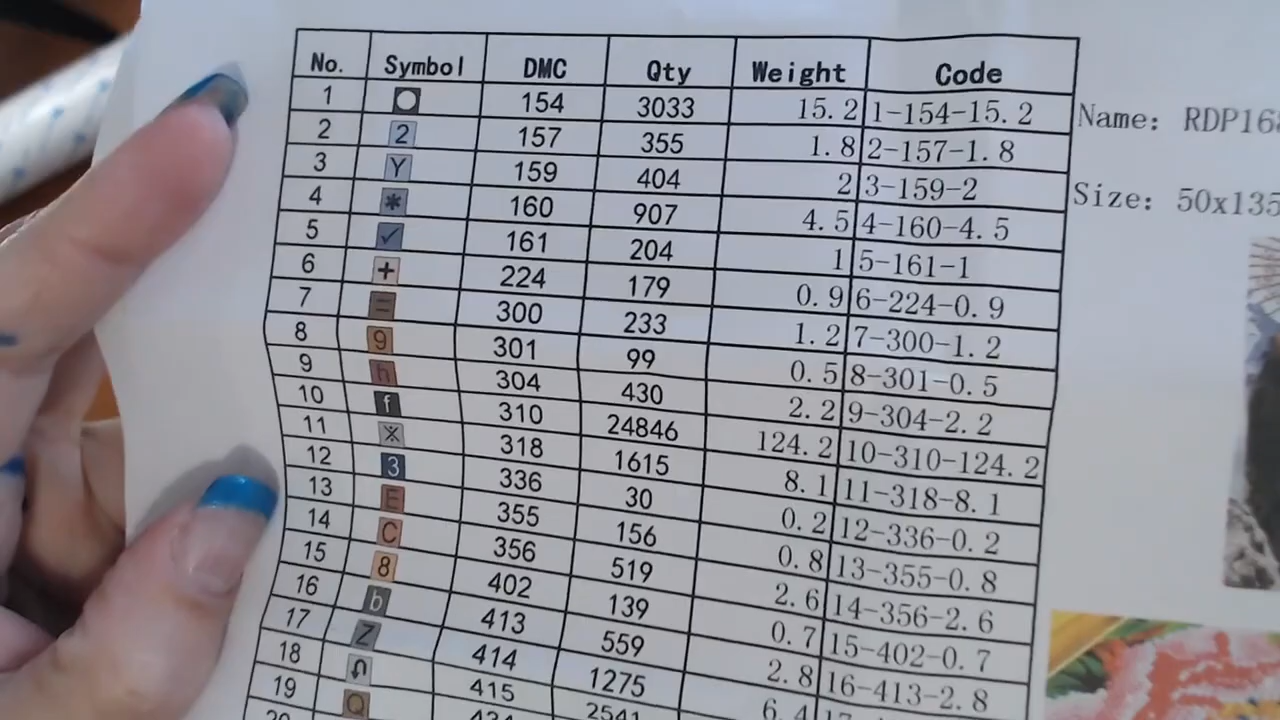 No. Symbol DMC Qty Weight Code
1 ● 154 3033 15.2 1-154-15.2
Name: RDP16
2 2 157 355 1.8 2-157-1.8
3 Y 159 404 2 3-159-2
Size: 50x135
4 * 160 907 4.5 4-160-4.5
5 ✓ 161 204 1 5-161-1
6 + 224 179 0.9 6-224-0.9
7 = 300 233 1.2 7-300-1.2
8 9 301 99 0.5 8-301-0.5
9 h 304 430 2.2 9-304-2.2
10 f 310 24846 124.2 10-310-124.2
11 ※ 318 1615 8.1 11-318-8.1
12 3 336 30 0.2 12-336-0.2
13 E 355 156 0.8 13-355-0.8
14 C 356 519 2.6 14-356-2.6
15 8 402 139 0.7 15-402-0.7
16 b 413 559 2.8 16-413-2.8
17 Z 414 1275 6.4
18 415 2541
19 Q 434
20